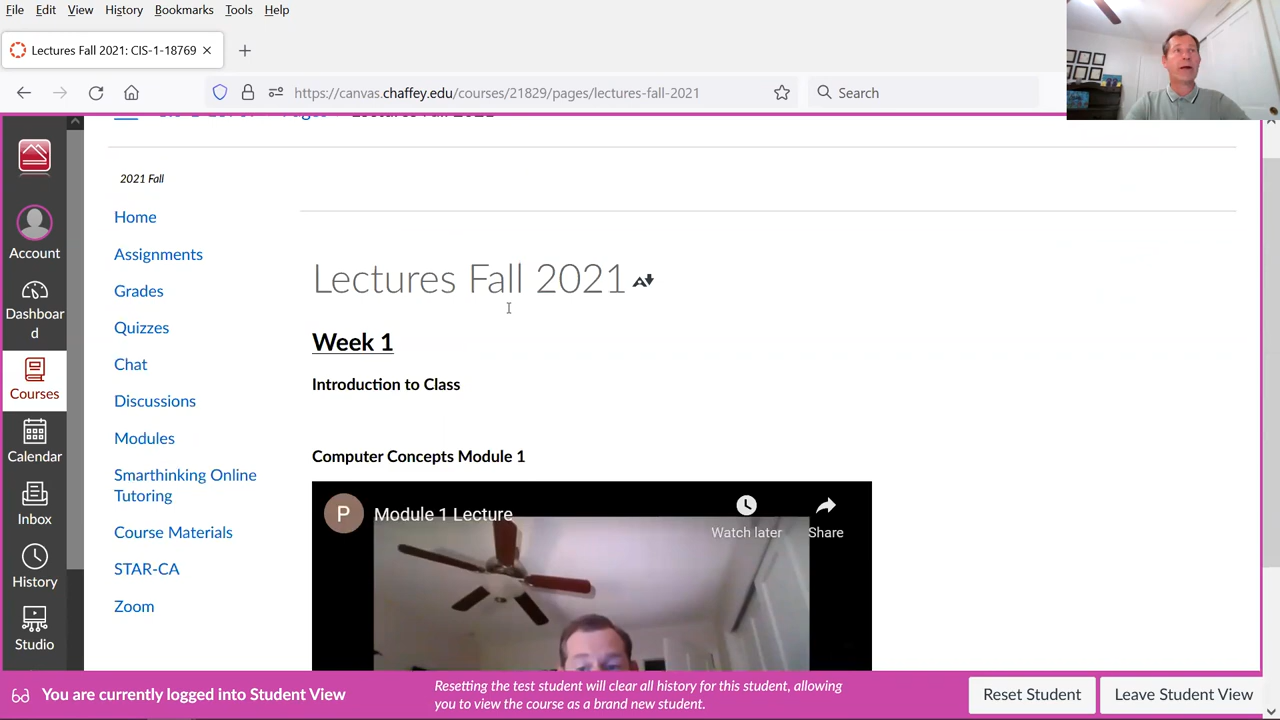 File Edit View History Bookmarks Tools Help
Lectures Fall 2021: CIS-1-18769
https://canvas.chaffey.edu/courses/21829/pages/lectures-fall-2021
Search
2021 Fall
Home
Assignments
Grades
Quizzes
Chat
Discussions
Modules
Smarthinking Online
Tutoring
Course Materials
STAR-CA
Zoom
Account
Dashboar
d
Courses
Calendar
Inbox
History
Studio
Lectures Fall 2021
Week 1
Introduction to Class
Computer Concepts Module 1
P
Module 1 Lecture
Watch later
Share
You are currently logged into Student View
Resetting the test student will clear all history for this student, allowing
you to view the course as a brand new student.
Reset Student
Leave Student View